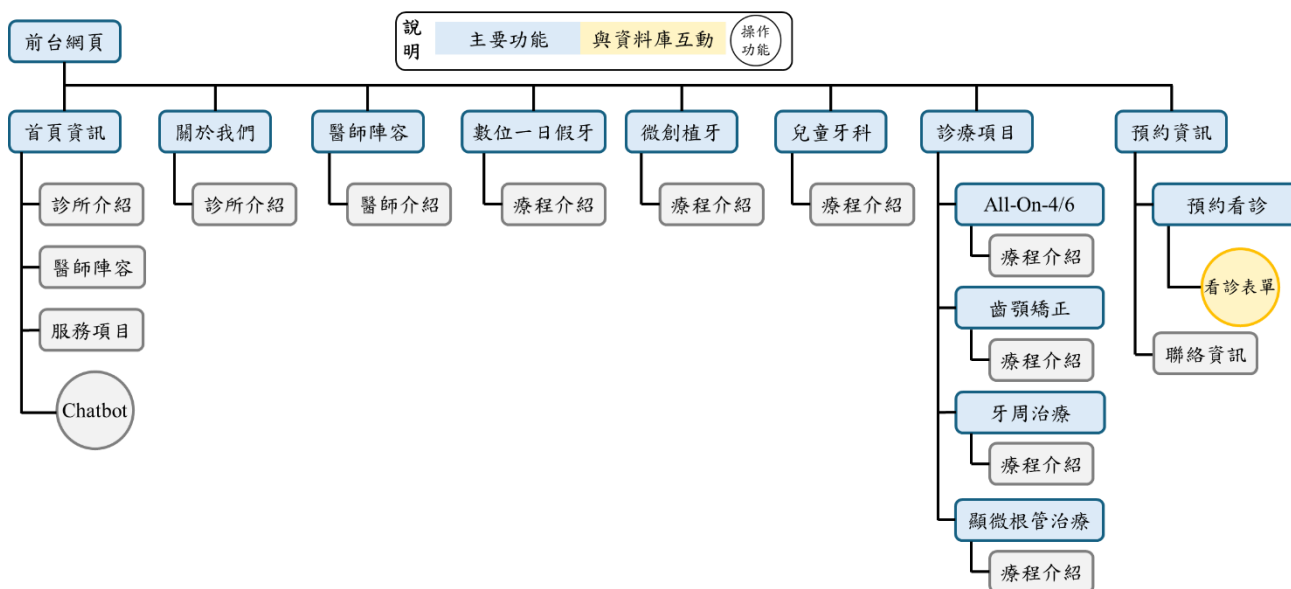 前台網頁
說明
主要功能
與資料庫互動
操作
功能
首頁資訊
關於我們
醫師陣容
數位一日假牙
微創植牙
兒童牙科
診療項目
預約資訊
診所介紹
醫師陣容
服務項目
Chatbot
診所介紹
醫師介紹
療程介紹
療程介紹
療程介紹
All-On-4/6
療程介紹
齒顎矯正
療程介紹
牙周治療
療程介紹
顯微根管治療
療程介紹
預約看診
看診表單
聯絡資訊